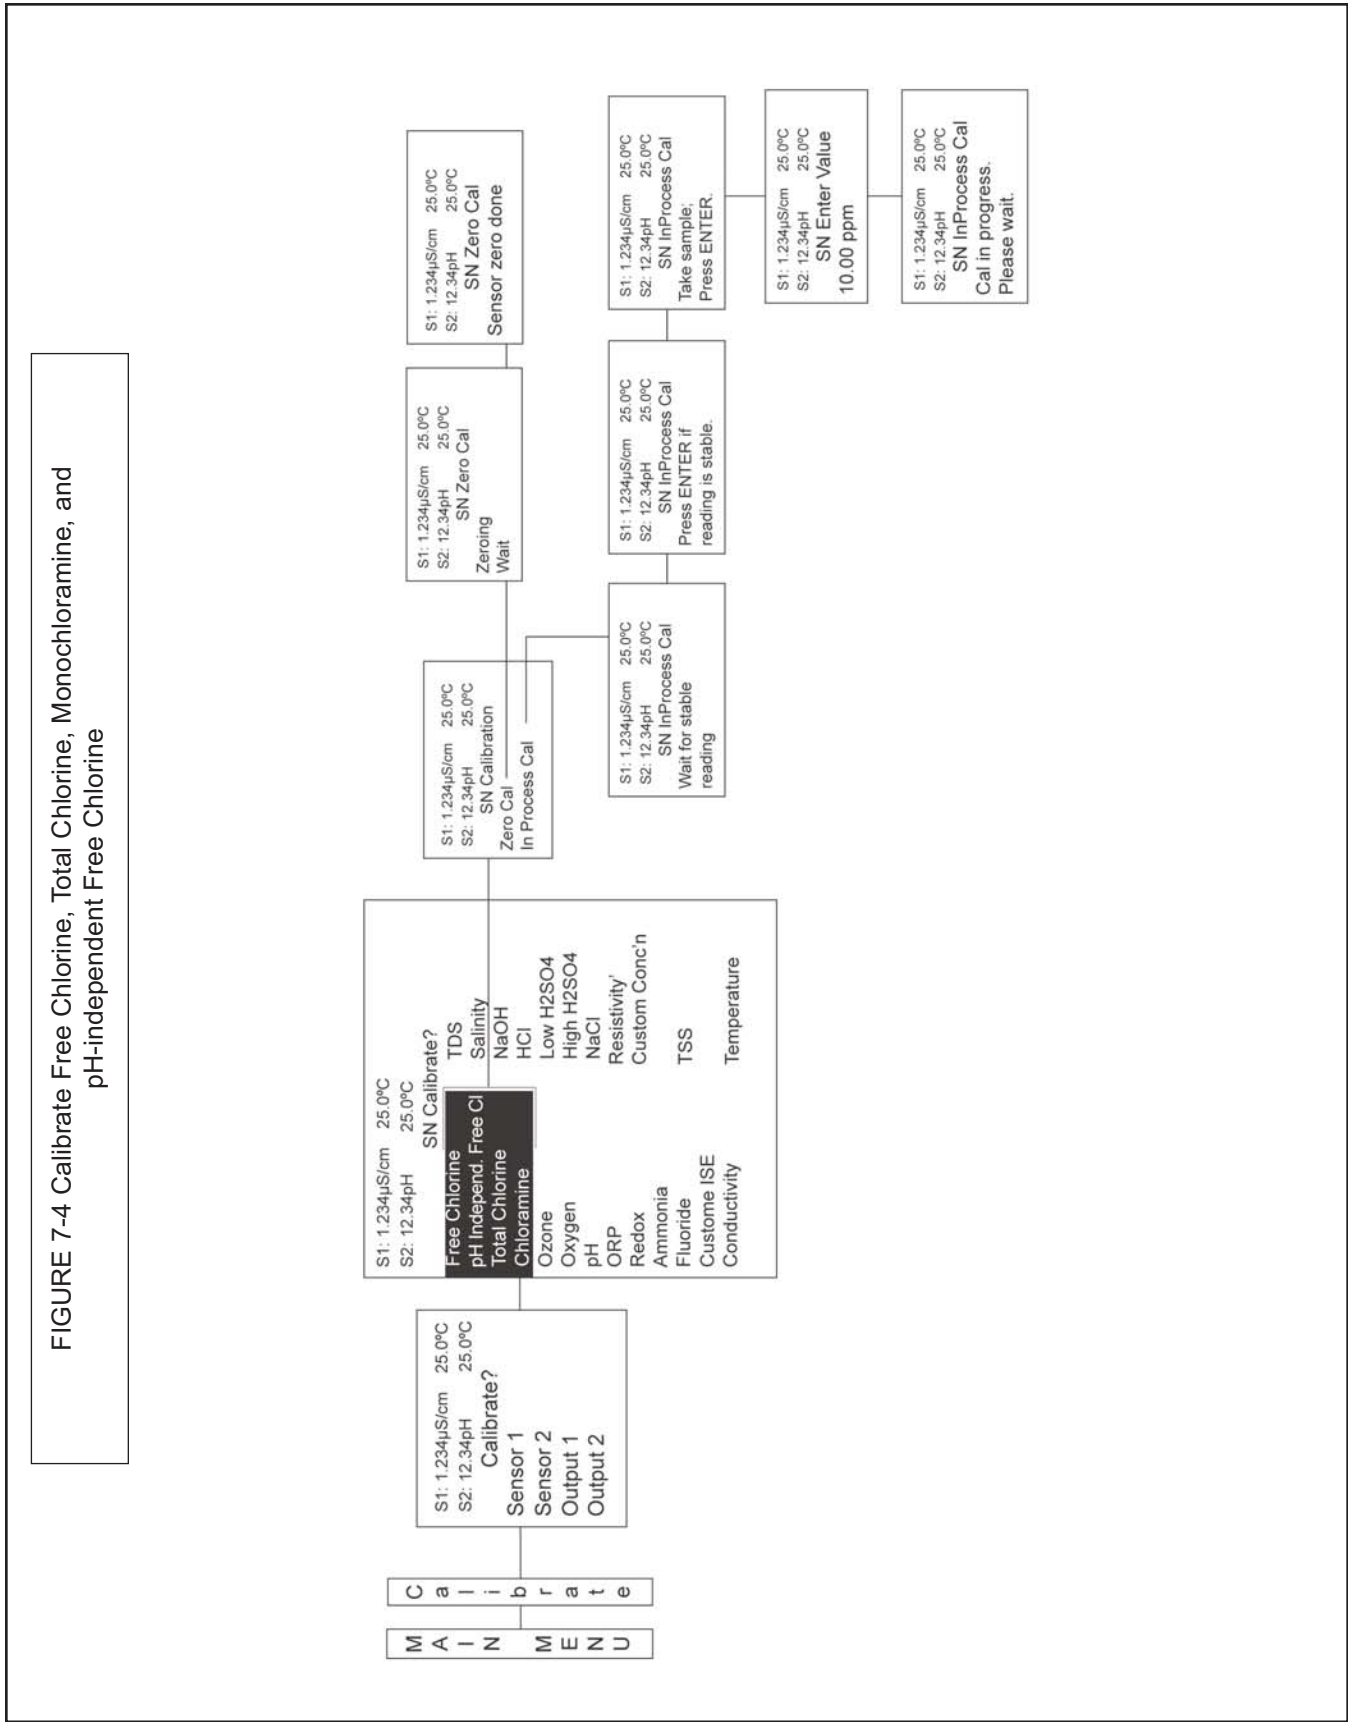 FIGURE 7-4 Calibrate Free Chlorine, Total Chlorine, Monochloramine, and
pH-independent Free Chlorine
MAIN MENU
Calibrate
S1: 1.234µS/cm 25.0ºC
S2: 12.34pH 25.0ºC
Calibrate?
Sensor 1
Sensor 2
Output 1
Output 2
S1: 1.234µS/cm 25.0ºC
S2: 12.34pH 25.0ºC
SN Calibrate?
Free Chlorine TDS
pH Independ. Free Cl Salinity
Total Chlorine NaOH
Chloramine HCl
Ozone Low H2SO4
Oxygen High H2SO4
pH NaCl
ORP Resistivity'
Redox Custom Conc'n
Ammonia
Fluoride TSS
Custome ISE
Conductivity Temperature
S1: 1.234µS/cm 25.0ºC
S2: 12.34pH 25.0ºC
SN Calibration
Zero Cal
In Process Cal
S1: 1.234µS/cm 25.0ºC
S2: 12.34pH 25.0ºC
SN Zero Cal
Zeroing
Wait
S1: 1.234µS/cm 25.0ºC
S2: 12.34pH 25.0ºC
SN Zero Cal
Sensor zero done
S1: 1.234µS/cm 25.0ºC
S2: 12.34pH 25.0ºC
SN InProcess Cal
Wait for stable
reading
S1: 1.234µS/cm 25.0ºC
S2: 12.34pH 25.0ºC
SN InProcess Cal
Press ENTER if
reading is stable.
S1: 1.234µS/cm 25.0ºC
S2: 12.34pH 25.0ºC
SN InProcess Cal
Take sample;
Press ENTER.
S1: 1.234µS/cm 25.0ºC
S2: 12.34pH 25.0ºC
SN Enter Value
10.00 ppm
S1: 1.234µS/cm 25.0ºC
S2: 12.34pH 25.0ºC
SN InProcess Cal
Cal in progress.
Please wait.